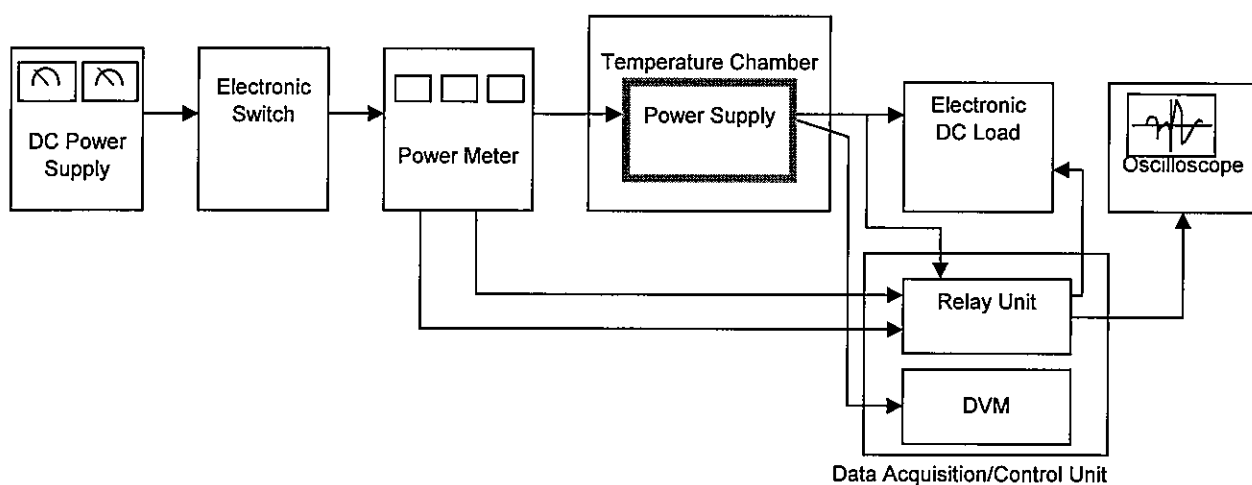 DC Power
Supply
Electronic
Switch
Power Meter
Temperature Chamber
Power Supply
Electronic
DC Load
Oscilloscope
Relay Unit
DVM
Data Acquisition/Control Unit